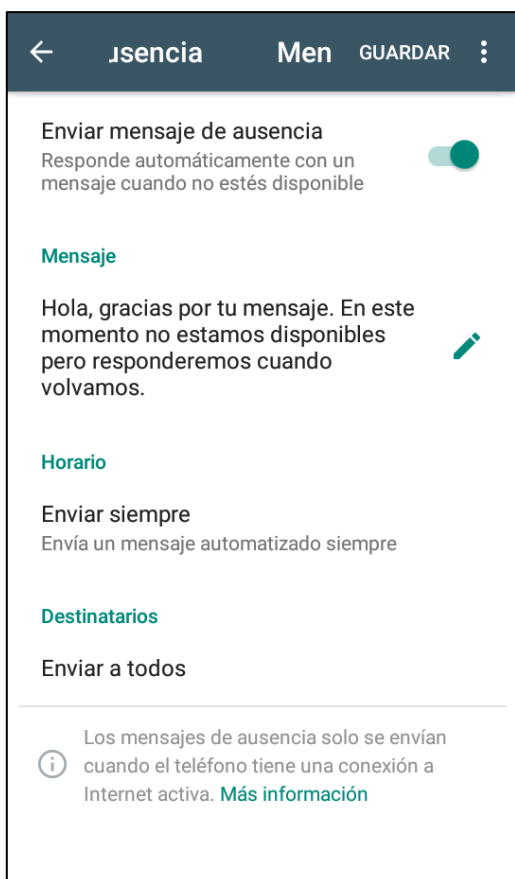 usencia Men GUARDAR
Enviar mensaje de ausencia
Responde automáticamente con un
mensaje cuando no estés disponible
Mensaje
Hola, gracias por tu mensaje. En este
momento no estamos disponibles
pero responderemos cuando
volvamos.
Horario
Enviar siempre
Envía un mensaje automatizado siempre
Destinatarios
Enviar a todos
Los mensajes de ausencia solo se envían
cuando el teléfono tiene una conexión a
Internet activa. Más información